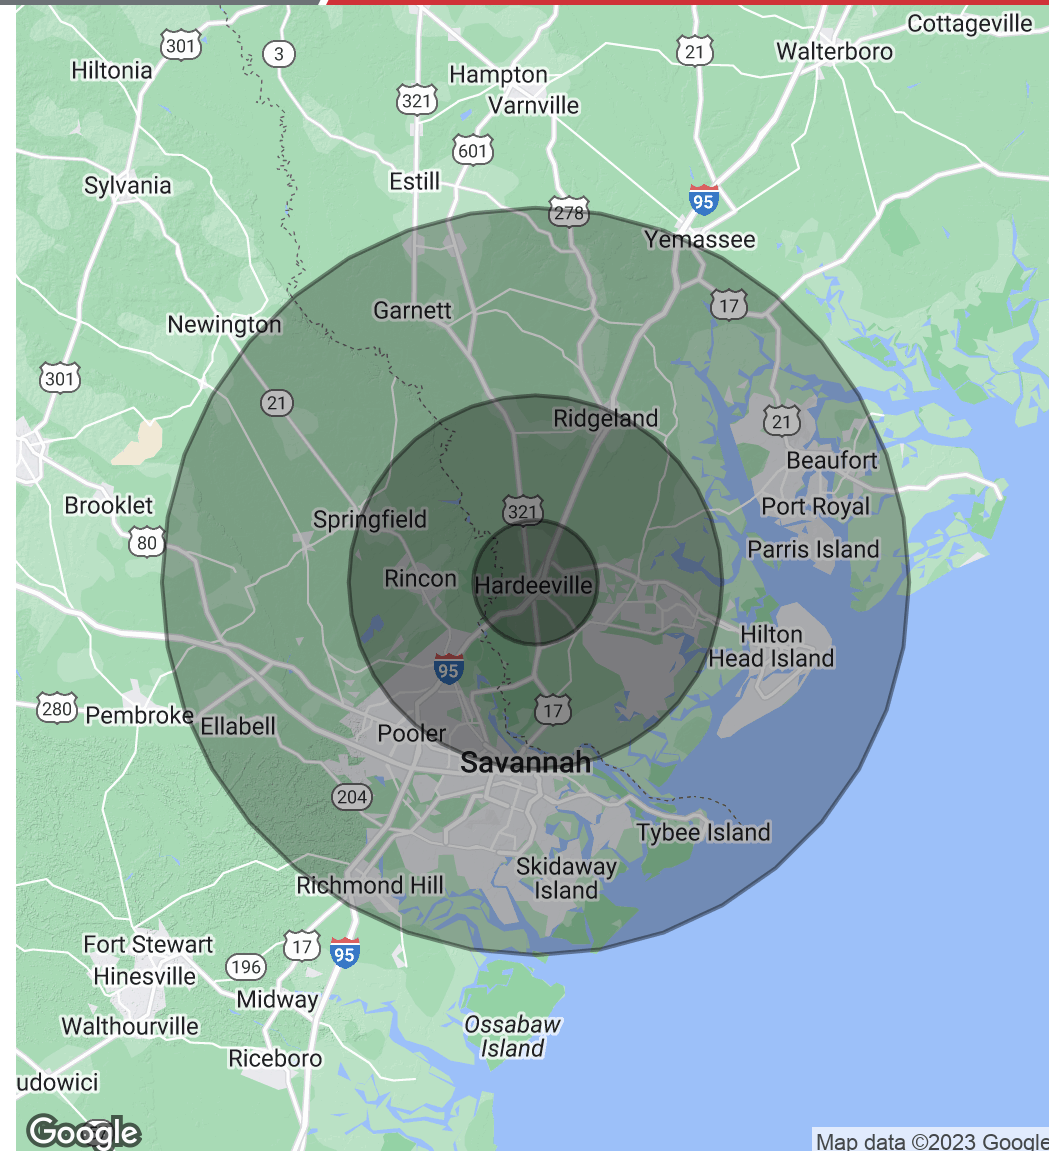 Cottageville
301
3
21
Walterboro
Hiltonia
Hampton
321
Varnville
601
Estill
Sylvania
95
278
Yemassee
17
Garnett
Newington
301
21
Ridgeland
21
Beaufort
Brooklet
Port Royal
321
Springfield
80
Parris Island
Rincon
Hardeeville
Hilton
Head Island
95
280
Pembroke
Ellabell
17
Pooler
Savannah
204
Tybee Island
Skidaway
Island
Richmond Hill
Fort Stewart
17
95
Hinesville
196
Midway
Ossabaw
Island
Walthourville
Riceboro
udowici
Google
Map data ©2023 Google